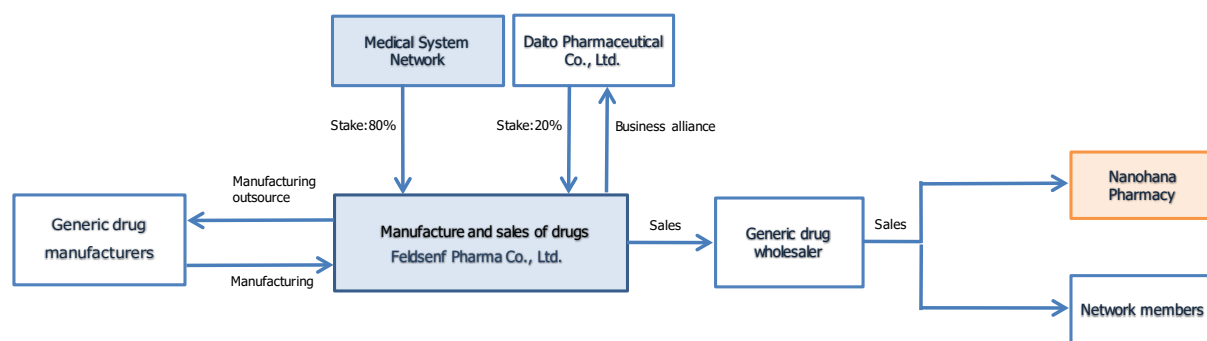 Medical System
Network
Daito Pharmaceutical
Co., Ltd.
Stake:80%
Stake:20%
Business alliance
Manufacturing
outsource
Generic drug
manufacturers
Manufacturing
Manufacture and sales of drugs
Feldsenf Pharma Co., Ltd.
Sales
Generic drug
wholesaler
Sales
Nanohana
Pharmacy
Network members